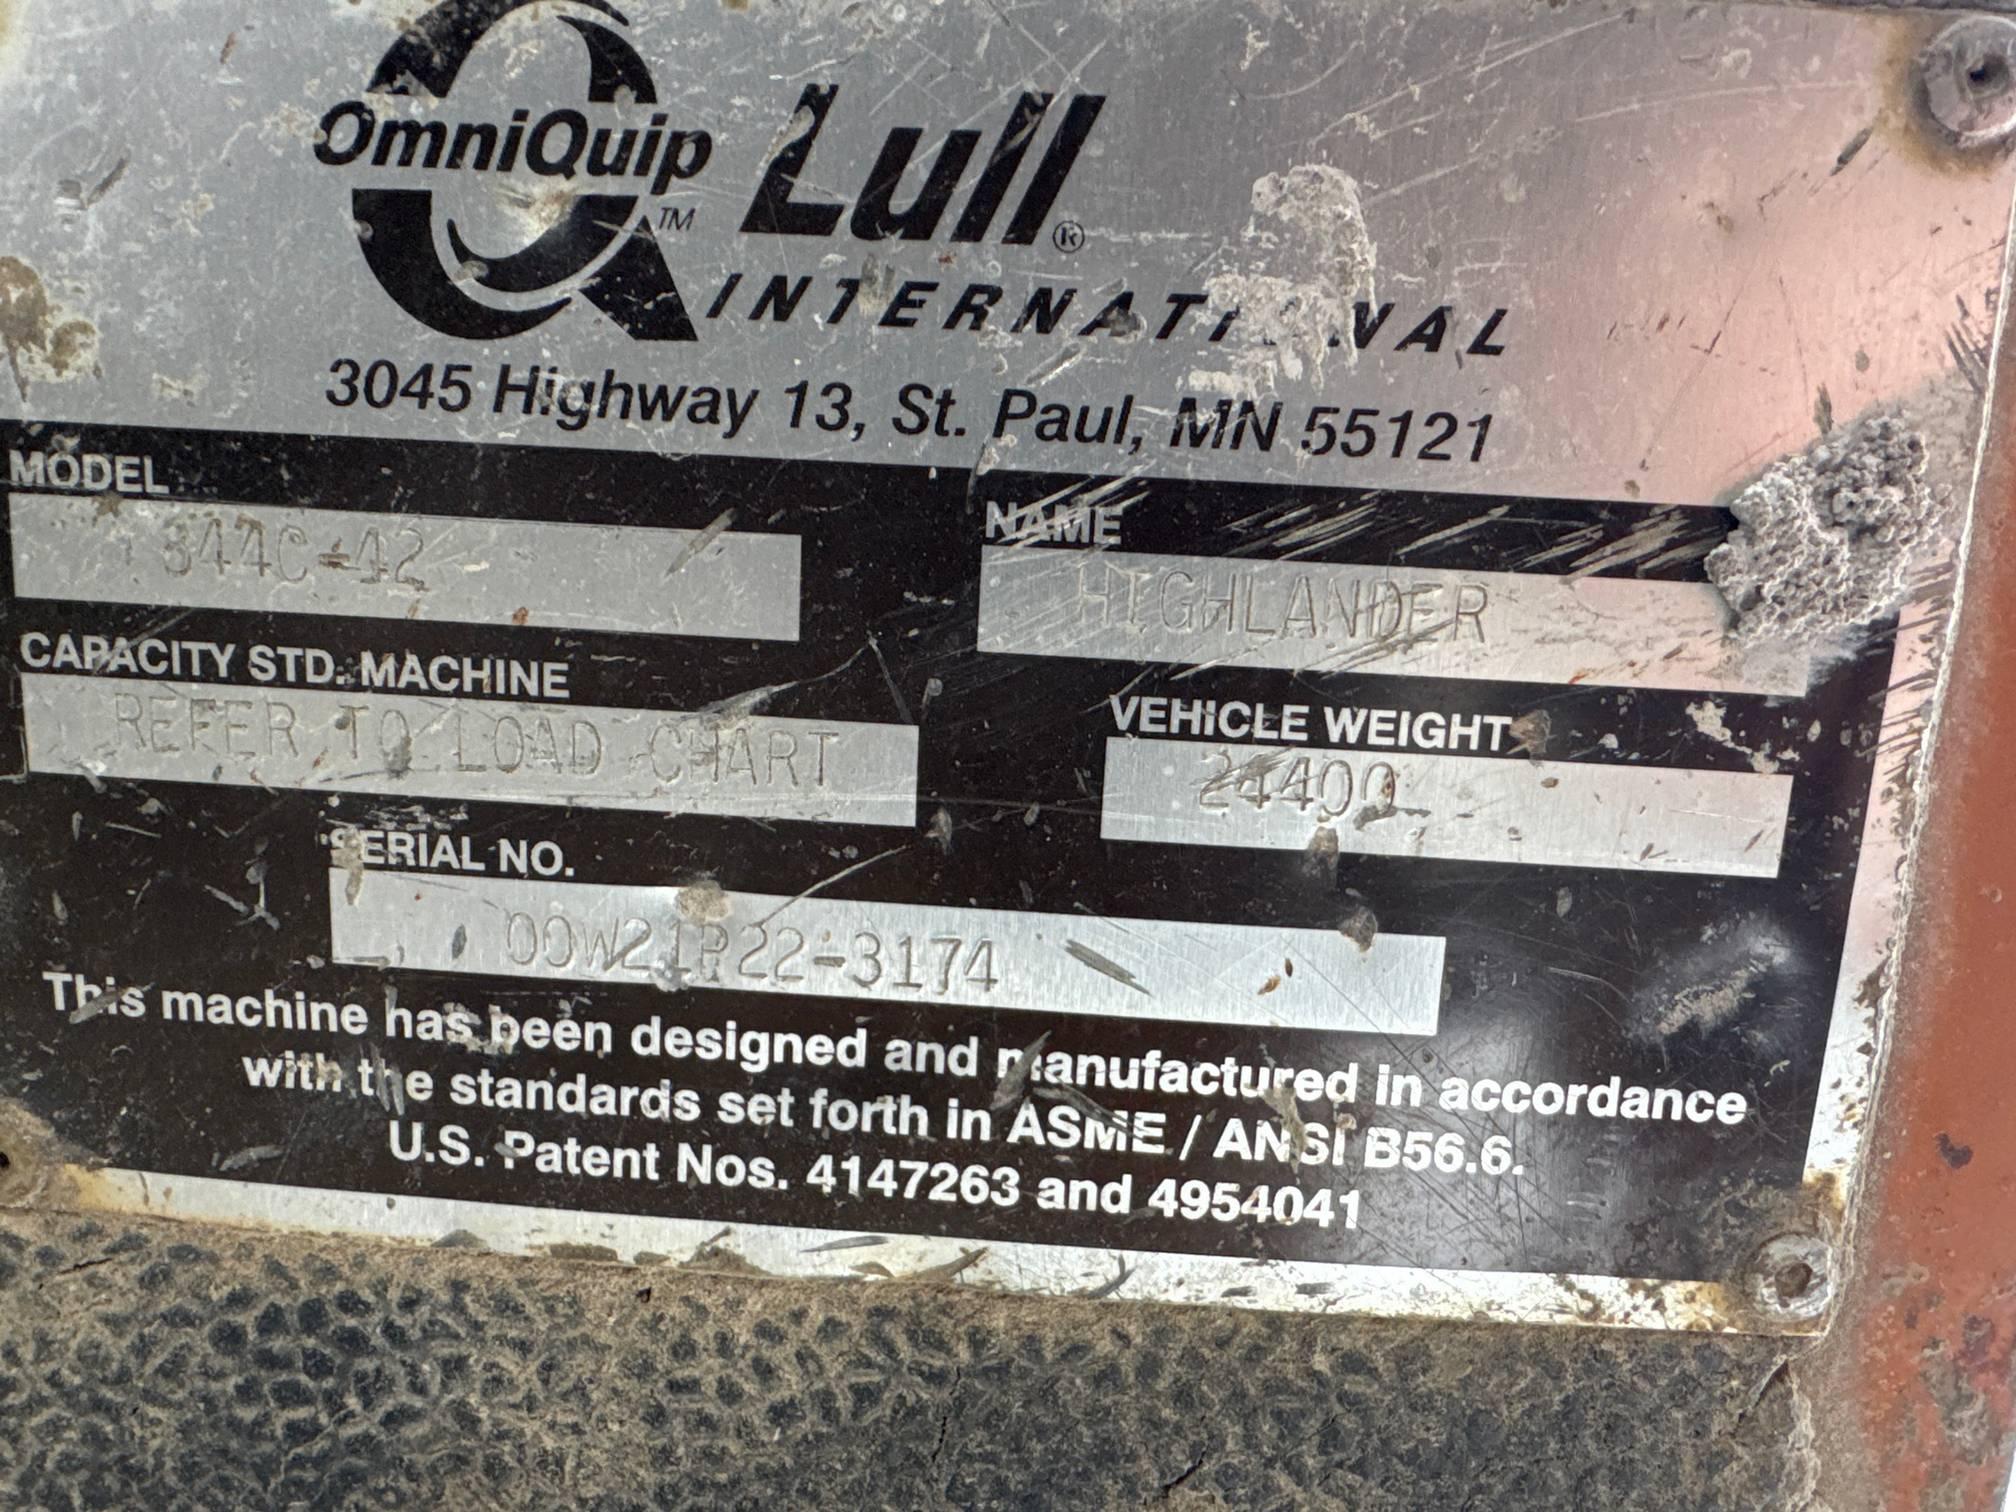 OmniQuip
TM
Lull®
INTERNATIONAL
3045 Highway 13, St. Paul, MN 55121
MODEL
344C-42
NAME
HIGHLANDER
CAPACITY STD. MACHINE
REFER TO LOAD CHART
VEHICLE WEIGHT
24400
SERIAL NO.
00W21P22-3174
This machine has been designed and manufactured in accordance
with the standards set forth in ASME / ANSI B56.6.
U.S. Patent Nos. 4147263 and 4954041